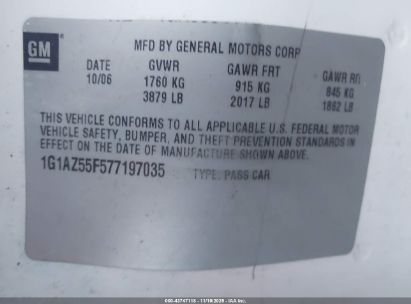 MFD BY GENERAL MOTORS CORP
GM
DATE GVWR GAWR FRT GAWR RR
10/06 1760 KG 915 KG 845 KG
3879 LB 2017 LB 1862 LB
THIS VEHICLE CONFORMS TO ALL APPLICABLE U.S. FEDERAL MOTOR
VEHICLE SAFETY, BUMPER, AND THEFT PREVENTION STANDARDS IN
EFFECT ON THE DATE OF MANUFACTURE SHOWN ABOVE.
1G1AZ55F577197035 TYPE: PASS CAR